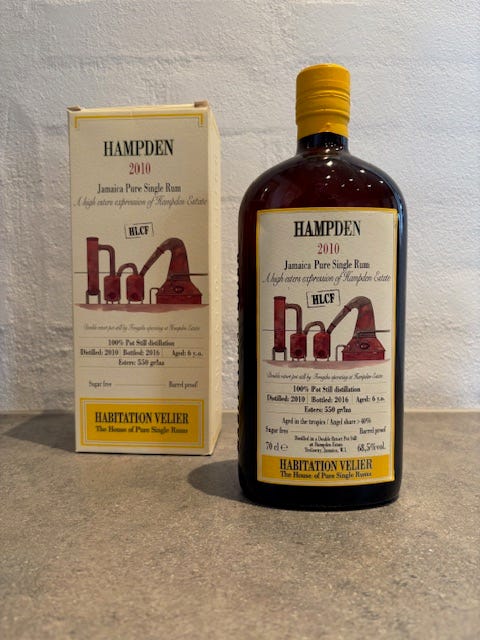 HAMPDEN
2010
Jamaica Pure Single Rum
A high esters expression of Hampden Estate
HLCF
Double retort pot still by Forsyths operating at Hampden Estate
100% Pot Still distillation
Distilled: 2010 Bottled: 2016 Aged: 6 y.o.
Esters: 550 gr/laa
Sugar free Barrel proof
HABITATION VELIER
The House of Pure Single Rums
HAMPDEN
2010
Jamaica Pure Single Rum
A high esters expression of Hampden Estate
HLCF
Double retort pot still by Forsyths operating at Hampden Estate
100% Pot Still distillation
Distilled: 2010 Bottled: 2016 Aged: 6 y.o.
Esters: 550 gr/laa
Aged in the tropics / Angel share > 40%
Sugar free Barrel proof
Distilled in a Double Retort Pot Still
at Hampden Estate
Trelawny, Jamaica, W.I.
70 cl e 68,5%vol.
HABITATION VELIER
The House of Pure Single Rums